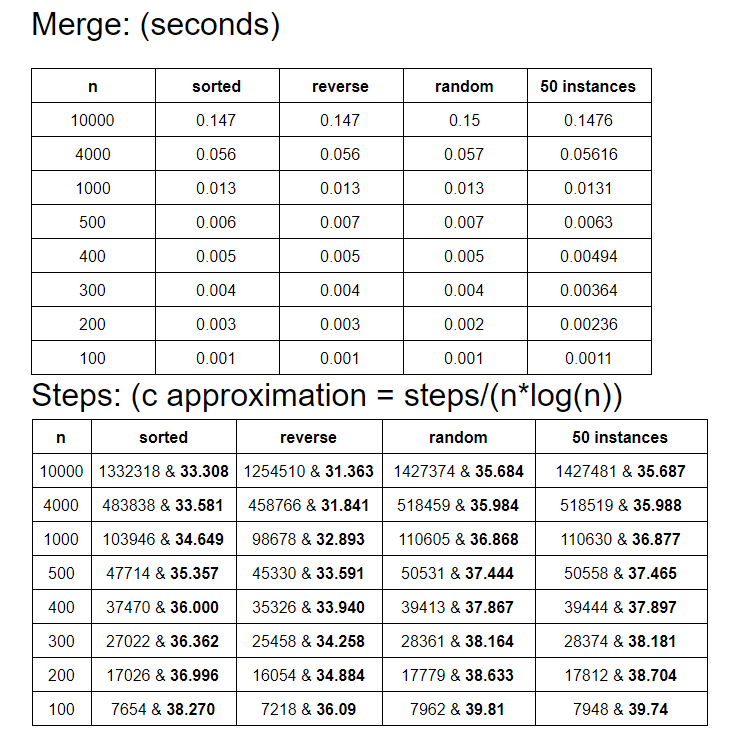 Merge: (seconds)
n sorted reverse random 50 instances
10000 0.147 0.147 0.15 0.1476
4000 0.056 0.056 0.057 0.05616
1000 0.013 0.013 0.013 0.0131
500 0.006 0.007 0.007 0.0063
400 0.005 0.005 0.005 0.00494
300 0.004 0.004 0.004 0.00364
200 0.003 0.003 0.002 0.00236
100 0.001 0.001 0.001 0.0011
Steps: (c approximation = steps/(n*log(n))
n sorted reverse random 50 instances
10000 1332318 & 33.308 1254510 & 31.363 1427374 & 35.684 1427481 & 35.687
4000 483838 & 33.581 458766 & 31.841 518459 & 35.984 518519 & 35.988
1000 103946 & 34.649 98678 & 32.893 110605 & 36.868 110630 & 36.877
500 47714 & 35.357 45330 & 33.591 50531 & 37.444 50558 & 37.465
400 37470 & 36.000 35326 & 33.940 39413 & 37.867 39444 & 37.897
300 27022 & 36.362 25458 & 34.258 28361 & 38.164 28374 & 38.181
200 17026 & 36.996 16054 & 34.884 17779 & 38.633 17812 & 38.704
100 7654 & 38.270 7218 & 36.09 7962 & 39.81 7948 & 39.74